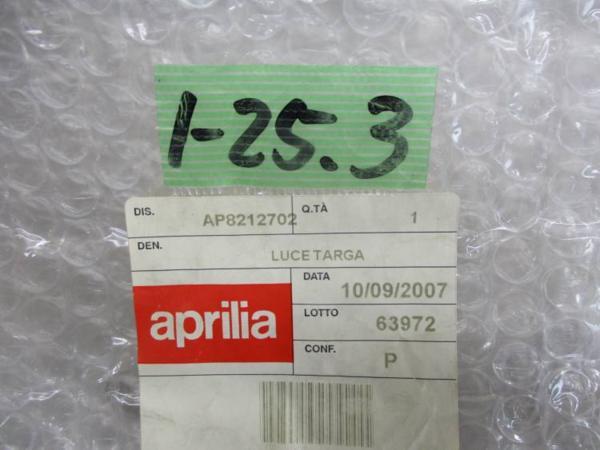 1-25.3
DIS. AP8212702 Q.TÀ 1
DEN. LUCE TARGA
DATA 10/09/2007
aprilia
LOTTO 63972
CONF. P